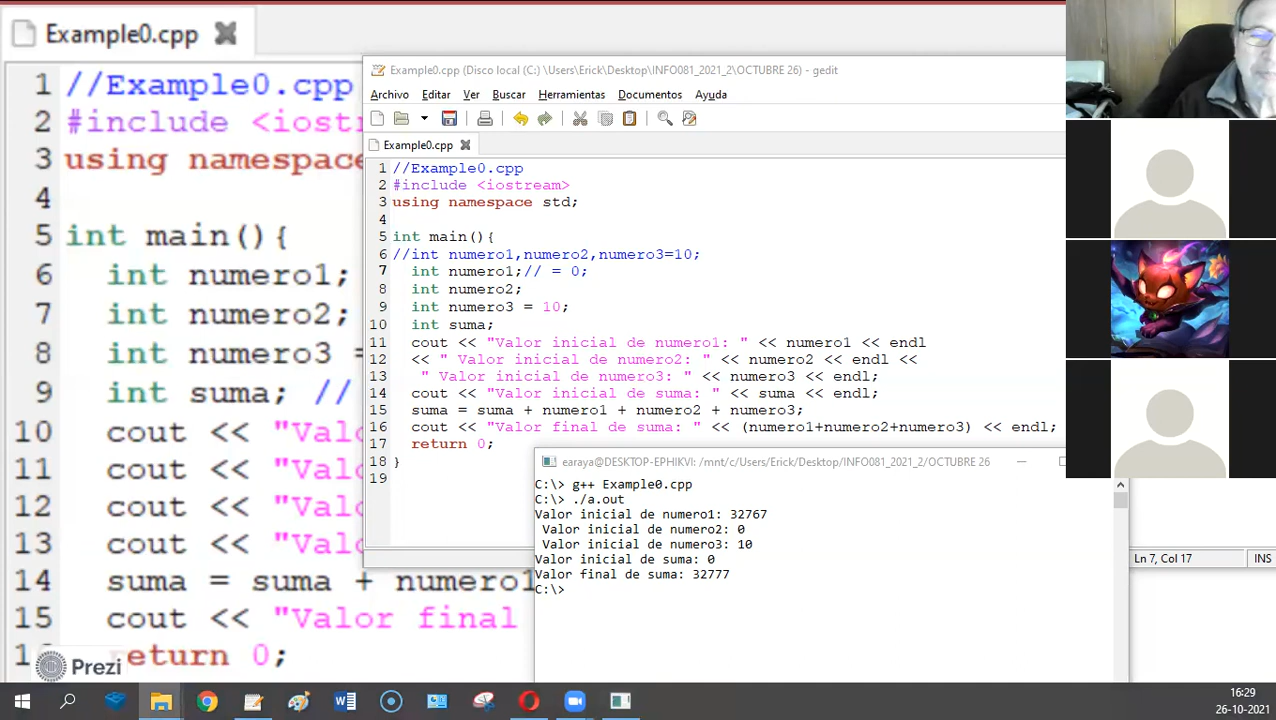 Example0.cpp
1 //Example0.cpp
2 #include <iost
3 using namespace
4
5 int main(){
6 int numero1;
7 int numero2;
8 int numero3 =
9 int suma; //
10 cout << "Valo
11 cout << "Val
12 cout << "Val
13 cout << "Val
14 suma = suma + numero1
15 cout << "Valor final
return 0;
Prezi
Example0.cpp (Disco local (C:) \Users\Erick\Desktop\INFO081_2021_2\OCTUBRE 26) - gedit
Archivo Editar Ver Buscar Herramientas Documentos Ayuda
Example0.cpp
1 //Example0.cpp
2 #include <iostream>
3 using namespace std;
4
5 int main(){
6 //int numero1,numero2,numero3=10;
7 int numero1;// = 0;
8 int numero2;
9 int numero3 = 10;
10 int suma;
11 cout << "Valor inicial de numero1: " << numero1 << endl
12 << " Valor inicial de numero2: " << numero2 << endl <<
13 " Valor inicial de numero3: " << numero3 << endl;
14 cout << "Valor inicial de suma: " << suma << endl;
15 suma = suma + numero1 + numero2 + numero3;
16 cout << "Valor final de suma: " << (numero1+numero2+numero3) << endl;
17 return 0;
18 }
19
Ln 7, Col 17 INS
earaya@DESKTOP-EPHIKVI: /mnt/c/Users/Erick/Desktop/INFO081_2021_2/OCTUBRE 26
C:\> g++ Example0.cpp
C:\> ./a.out
Valor inicial de numero1: 32767
Valor inicial de numero2: 0
Valor inicial de numero3: 10
Valor inicial de suma: 0
Valor final de suma: 32777
C:\>
16:29
26-10-2021